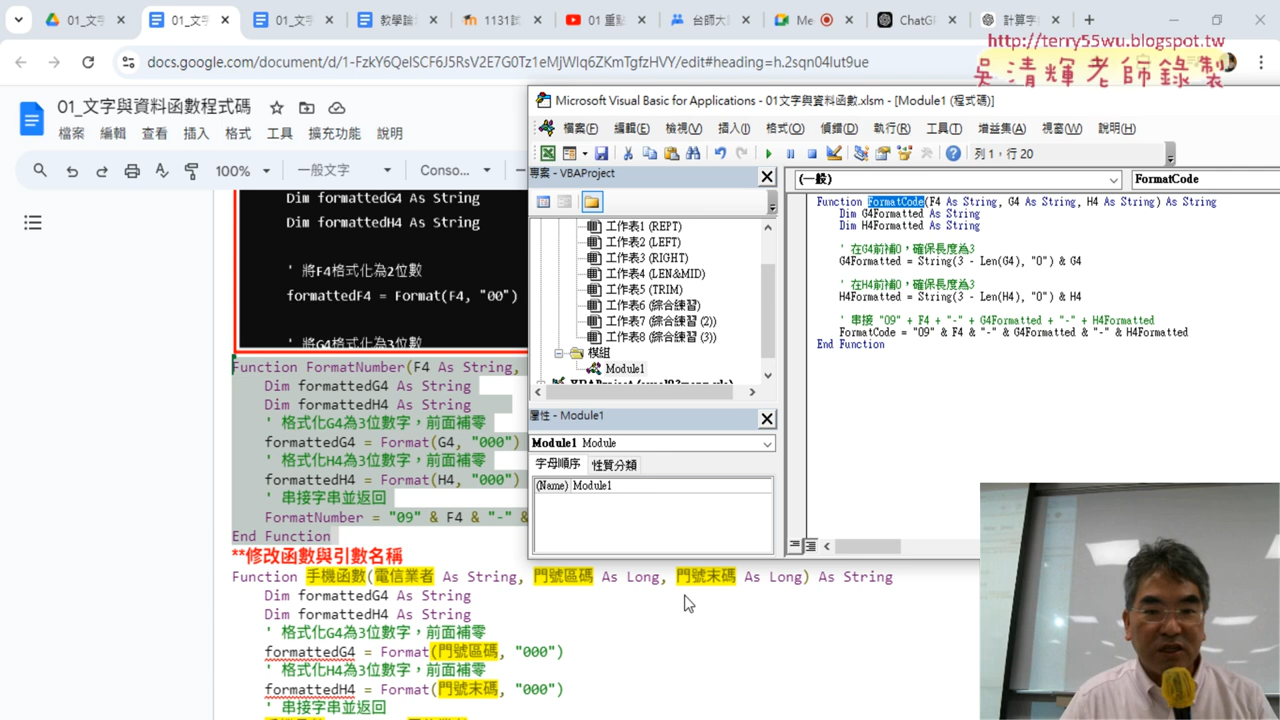 01_文字
01_文字
01_文字
教學論
1131試
01 重點
台師大
Me
ChatG
計算字
http://terry55wu.blogspot.tw
吳清輝老師錄製
docs.google.com/document/d/1-FzkY6QeISCFDI5RsV2E7G0Tz1eMjWIq6ZKmTgfzHVY/edit#heading=h.2sqn04lut9ue
01_文字與資料函數程式碼
檔案 編輯 查看 插入 格式 工具 擴充功能 說明
100% 一般文字 Conso...
Dim formattedG4 As String
Dim formattedH4 As String
' 將F4格式化為2位數
formattedF4 = Format(F4, "00")
' 將G4格式化為3位數
Function FormatNumber(F4 As String,
Dim formattedG4 As String
Dim formattedH4 As String
' 格式化G4為3位數字，前面補零
formattedG4 = Format(G4, "000")
' 格式化H4為3位數字，前面補零
formattedH4 = Format(H4, "000")
' 串接字串並返回
FormatNumber = "09" & F4 & "-" &
End Function
**修改函數與引數名稱
Function 手機函數(電信業者 As String, 門號區碼 As Long, 門號末碼 As Long) As String
Dim formattedG4 As String
Dim formattedH4 As String
' 格式化G4為3位數字，前面補零
formattedG4 = Format(門號區碼, "000")
' 格式化H4為3位數字，前面補零
formattedH4 = Format(門號末碼, "000")
' 串接字串並返回
Microsoft Visual Basic for Applications - 01文字與資料函數.xlsm - [Module1 (程式碼)]
檔案(F) 編輯(E) 檢視(V) 插入(I) 格式(O) 偵錯(D) 執行(R) 工具(T) 增益集(A) 視窗(W) 說明(H)
列 1，行 20
專案 - VBAProject
工作表1 (REPT)
工作表2 (LEFT)
工作表3 (RIGHT)
工作表4 (LEN&MID)
工作表5 (TRIM)
工作表6 (綜合練習)
工作表7 (綜合練習 (2))
工作表8 (綜合練習 (3))
模組
Module1
屬性 - Module1
Module1 Module
字母順序 性質分類
(Name) Module1
(一般) FormatCode
Function FormatCode(F4 As String, G4 As String, H4 As String) As String
Dim G4Formatted As String
Dim H4Formatted As String
' 在G4前補0，確保長度為3
G4Formatted = String(3 - Len(G4), "0") & G4
' 在H4前補0，確保長度為3
H4Formatted = String(3 - Len(H4), "0") & H4
' 串接 "09" + F4 + "-" + G4Formatted + "-" + H4Formatted
FormatCode = "09" & F4 & "-" & G4Formatted & "-" & H4Formatted
End Function